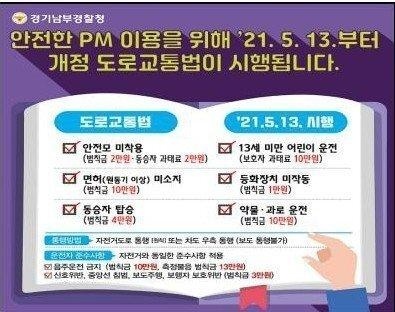 경기남부경찰청
안전한 PM 이용을 위해 '21. 5. 13.부터
개정 도로교통법이 시행됩니다.
도로교통법
'21.5.13. 시행
안전모 미착용
(범칙금 2만원·동승자 과태료 2만원)
면허(원동기 이상) 미소지
(범칙금 10만원)
동승자 탑승
(범칙금 4만원)
13세 미만 어린이 운전
(보호자 과태료 10만원)
등화장치 미작동
(범칙금 1만원)
약물·과로 운전
(범칙금 10만원)
통행방법 자전거도로 통행 (원칙) 또는 차도 우측 통행 (보도 통행불가)
운전자 준수사항 자전거와 동일한 준수사항 적용
음주운전 금지 (범칙금 10만원, 측정불응 범칙금 13만원)
신호위반, 중앙선 침범, 보도주행, 보행자 보호위반 (범칙금 3만원)